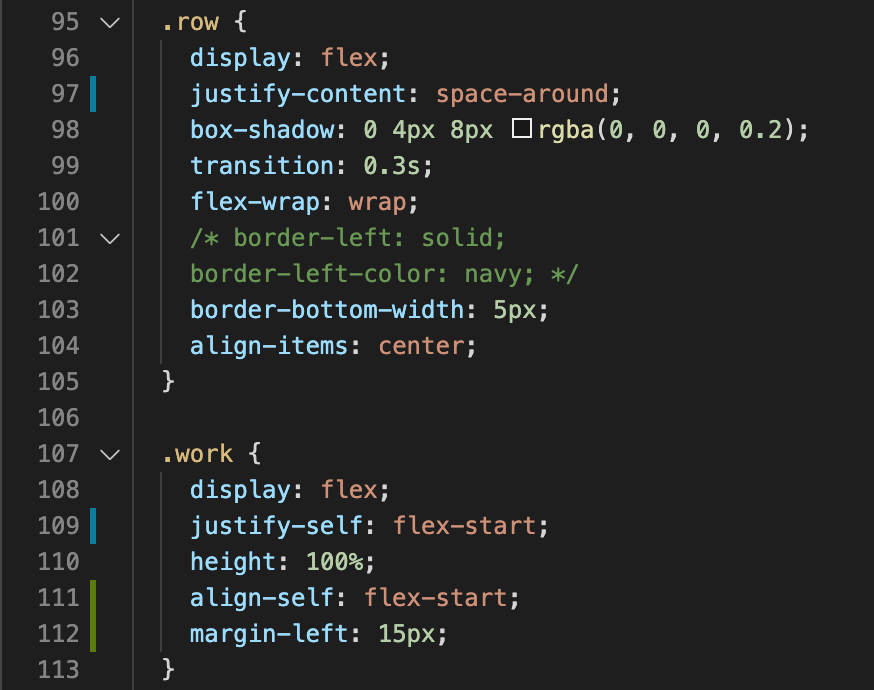 95 .row {
96 display: flex;
97 justify-content: space-around;
98 box-shadow: 0 4px 8px rgba(0, 0, 0, 0.2);
99 transition: 0.3s;
100 flex-wrap: wrap;
101 /* border-left: solid;
102 border-left-color: navy; */
103 border-bottom-width: 5px;
104 align-items: center;
105 }
106
107 .work {
108 display: flex;
109 justify-self: flex-start;
110 height: 100%;
111 align-self: flex-start;
112 margin-left: 15px;
113 }